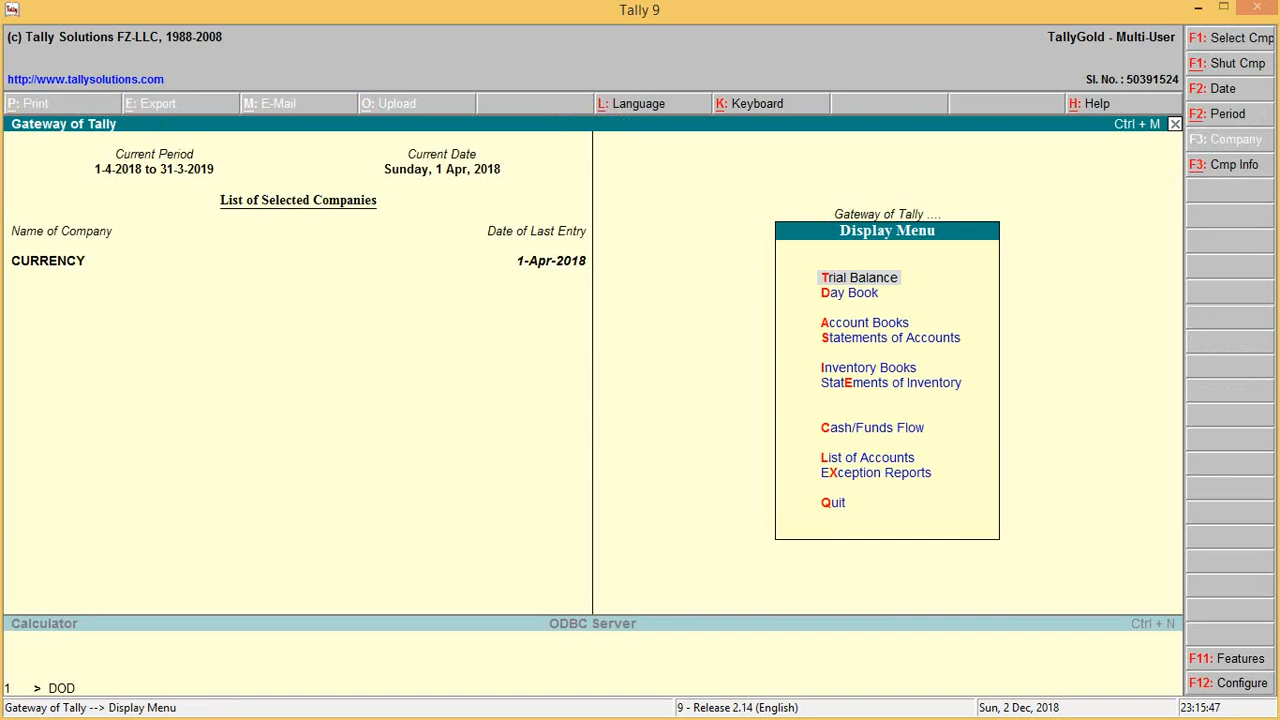 Tally
Tally 9
(c) Tally Solutions FZ-LLC, 1988-2008
TallyGold - Multi-User
http://www.tallysolutions.com
Sl. No. : 50391524
P: Print
E: Export
M: E-Mail
O: Upload
L: Language
K: Keyboard
H: Help
Gateway of Tally
Ctrl + M
Current Period
1-4-2018 to 31-3-2019
Current Date
Sunday, 1 Apr, 2018
List of Selected Companies
Name of Company
Date of Last Entry
CURRENCY
1-Apr-2018
Gateway of Tally ....
Display Menu
Trial Balance
Day Book
Account Books
Statements of Accounts
Inventory Books
StatEments of Inventory
Cash/Funds Flow
List of Accounts
EXception Reports
Quit
F1: Select Cmp
F1: Shut Cmp
F2: Date
F2: Period
F3: Company
F3: Cmp Info
F11: Features
F12: Configure
Calculator
ODBC Server
Ctrl + N
1 > DOD
Gateway of Tally --> Display Menu
9 - Release 2.14 (English)
Sun, 2 Dec, 2018
23:15:47